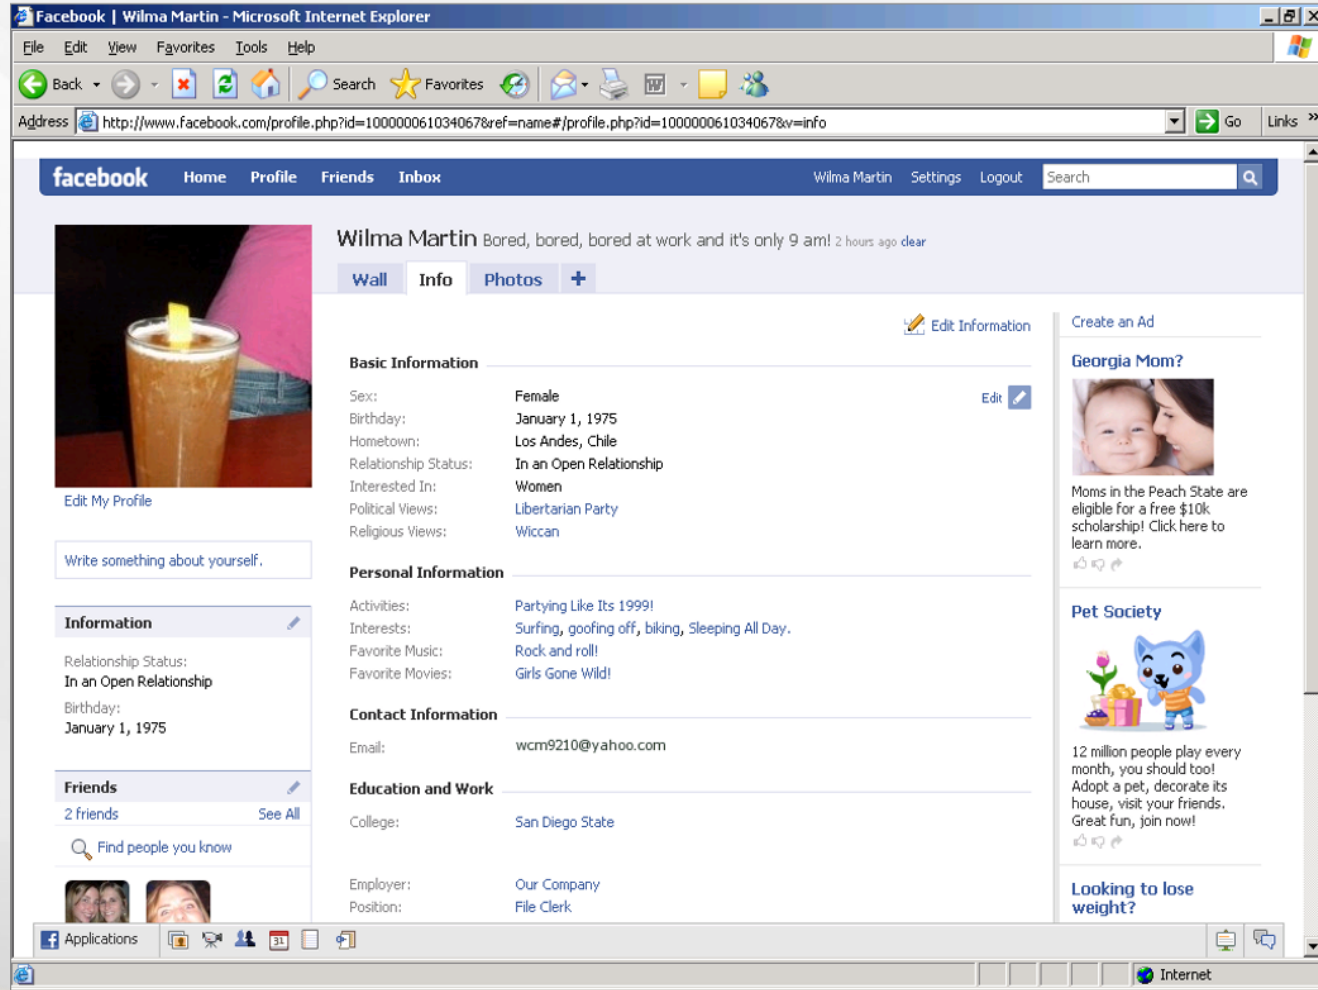 Facebook | Wilma Martin - Microsoft Internet Explorer
File Edit View Favorites Tools Help
Back Search Favorites
Address http://www.facebook.com/profile.php?id=100000061034067&ref=name#/profile.php?id=100000061034067&v=info Go Links »
facebook Home Profile Friends Inbox Wilma Martin Settings Logout Search
Wilma Martin Bored, bored, bored at work and it's only 9 am! 2 hours ago clear
Wall Info Photos +
Edit My Profile
Write something about yourself.
Information
Relationship Status:
In an Open Relationship
Birthday:
January 1, 1975
Friends
2 friends See All
Find people you know
Edit Information
Basic Information
Sex: Female Edit
Birthday: January 1, 1975
Hometown: Los Andes, Chile
Relationship Status: In an Open Relationship
Interested In: Women
Political Views: Libertarian Party
Religious Views: Wiccan
Personal Information
Activities: Partying Like Its 1999!
Interests: Surfing, goofing off, biking, Sleeping All Day.
Favorite Music: Rock and roll!
Favorite Movies: Girls Gone Wild!
Contact Information
Email: wcm9210@yahoo.com
Education and Work
College: San Diego State
Employer: Our Company
Position: File Clerk
Create an Ad
Georgia Mom?
Moms in the Peach State are
eligible for a free $10k
scholarship! Click here to
learn more.
Pet Society
12 million people play every
month, you should too!
Adopt a pet, decorate its
house, visit your friends.
Great fun, join now!
Looking to lose
weight?
Applications 31
Internet